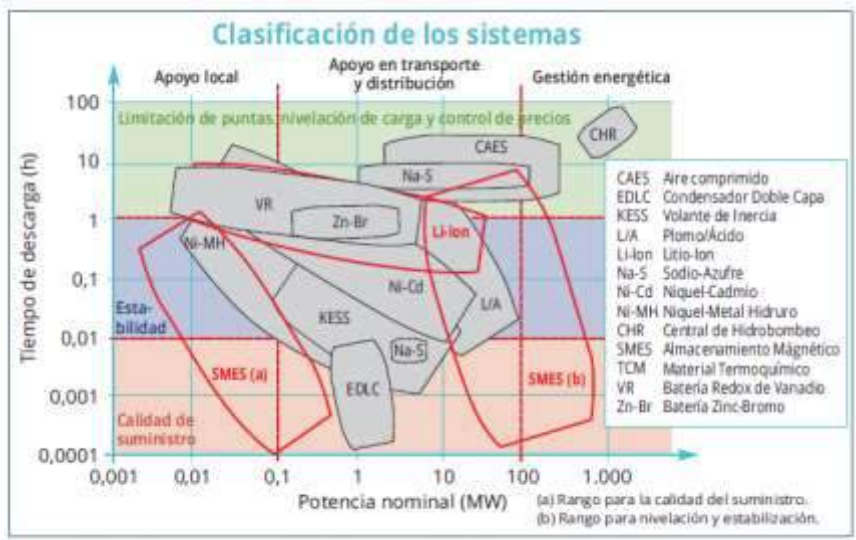 Clasificación de los sistemas
Apoyo local
Apoyo en transporte
y distribución
Gestión energética
Tiempo de descarga (h)
100
10
1
0,1
0,01
0,001
0,0001
Limitación de puntas, nivelación de carga y control de precios
CHR
CAES
Na-S
VR
Zn-Br
Li-Ion
Ni-MH
Ni-Cd
L/A
KESS
Esta-
bilidad
Na-S
SMES (a)
EDLC
SMES (b)
Calidad de
suministro
0,001
0,01
0,1
1
10
100
1.000
Potencia nominal (MW)
CAES Aire comprimido
EDLC Condensador Doble Capa
KESS Volante de Inercia
L/A Plomo/Ácido
Li-Ion Litio-Ion
Na-S Sodio-Azufre
Ni-Cd Niquel-Cadmio
Ni-MH Niquel-Metal Hidruro
CHR Central de Hidrobombeo
SMES Almacenamiento Mágnético
TCM Material Termoquímico
VR Batería Redox de Vanadio
Zn-Br Batería Zinc-Bromo
(a) Rango para la calidad del suministro.
(b) Rango para nivelación y estabilización.